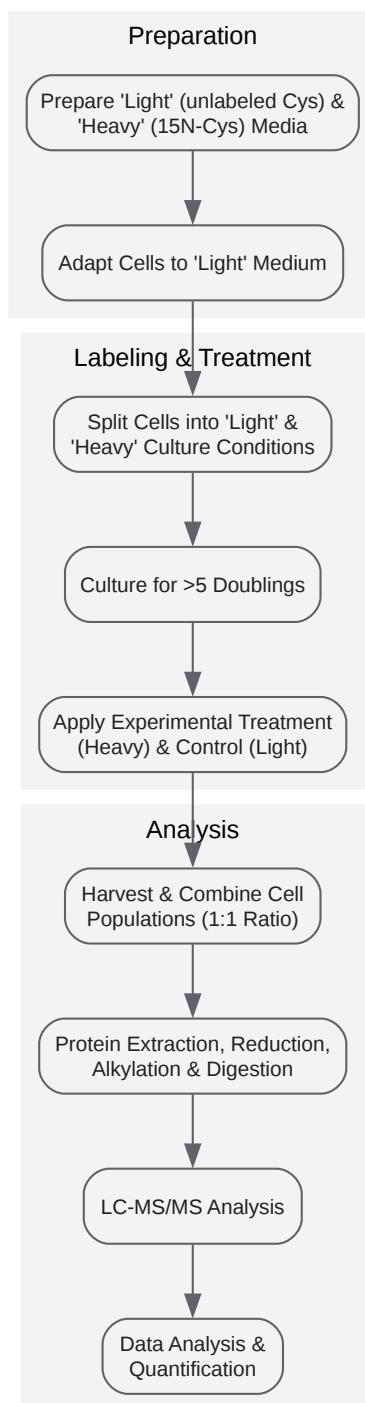 Preparation
Prepare 'Light' (unlabeled Cys) &
'Heavy' (15N-Cys) Media
Adapt Cells to 'Light' Medium
Labeling & Treatment
Split Cells into 'Light' &
'Heavy' Culture Conditions
Culture for >5 Doublings
Apply Experimental Treatment
(Heavy) & Control (Light)
Analysis
Harvest & Combine Cell
Populations (1:1 Ratio)
Protein Extraction, Reduction,
Alkylation & Digestion
LC-MS/MS Analysis
Data Analysis &
Quantification